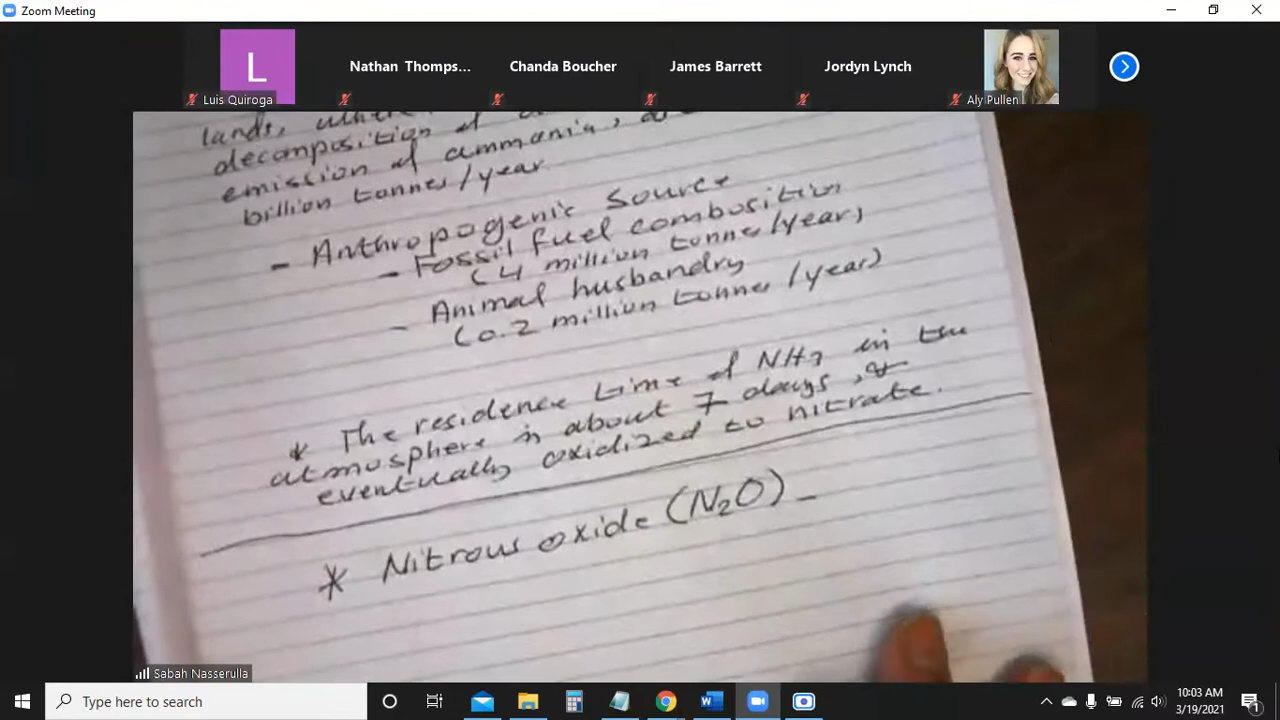 Zoom Meeting
L
Luis Quiroga
Nathan Thomps...
Chanda Boucher
James Barrett
Jordyn Lynch
Aly Pullen
lands,
decomposition of
emission of ammonia,
billion tonnes/year
- Anthropogenic Source
- Fossil fuel combosition
(4 million tonnes/year)
- Animal husbandry
(0.2 million tonnes/year)
* The residence time of NH3 in the
atmosphere is about 7 days, &
eventually oxidized to nitrate.
* Nitrous oxide (N2O) -
Sabah Nasserulla
Type here to search
10:03 AM
3/19/2021
1